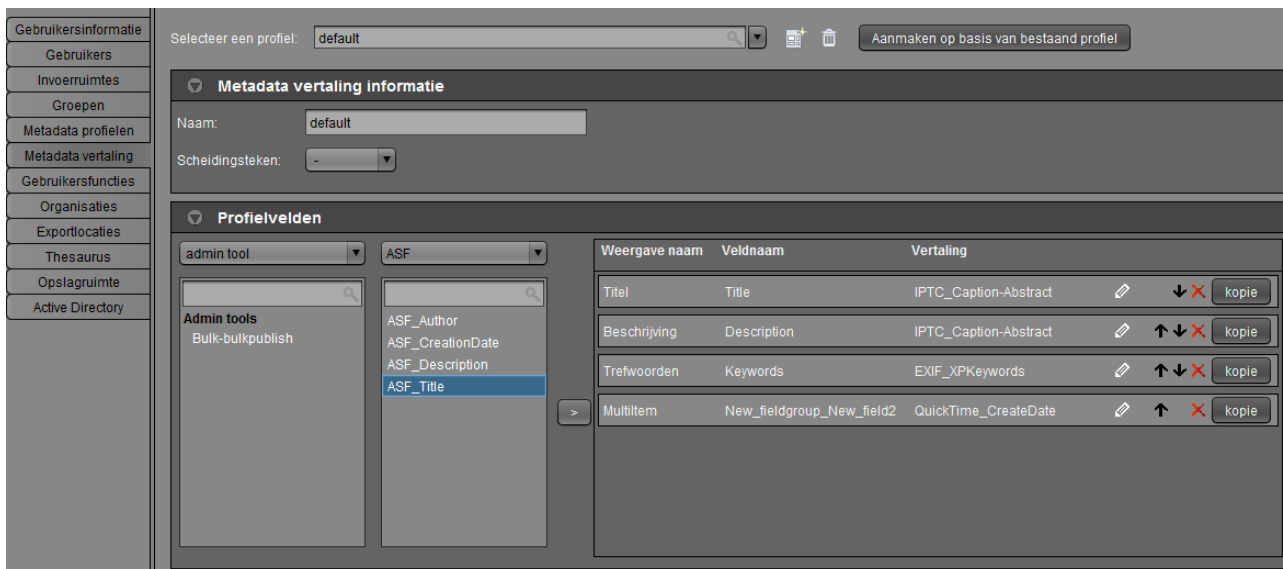 Gebruikersinformatie
Gebruikers
Invoerruimtes
Groepen
Metadata profielen
Metadata vertaling
Gebruikersfuncties
Organisaties
Exportlocaties
Thesaurus
Opslagruimte
Active Directory
Selecteer een profiel: default Aanmaken op basis van bestaand profiel
Metadata vertaling informatie
Naam: default
Scheidingsteken: -
Profielvelden
admin tool ASF
Admin tools
Bulk-bulkpublish
ASF_Author
ASF_CreationDate
ASF_Description
ASF_Title
>
Weergave naam Veldnaam Vertaling
Titel Title IPTC_Caption-Abstract kopie
Beschrijving Description IPTC_Caption-Abstract kopie
Trefwoorden Keywords EXIF_XPKeywords kopie
MultiItem New_fieldgroup_New_field2 QuickTime_CreateDate kopie